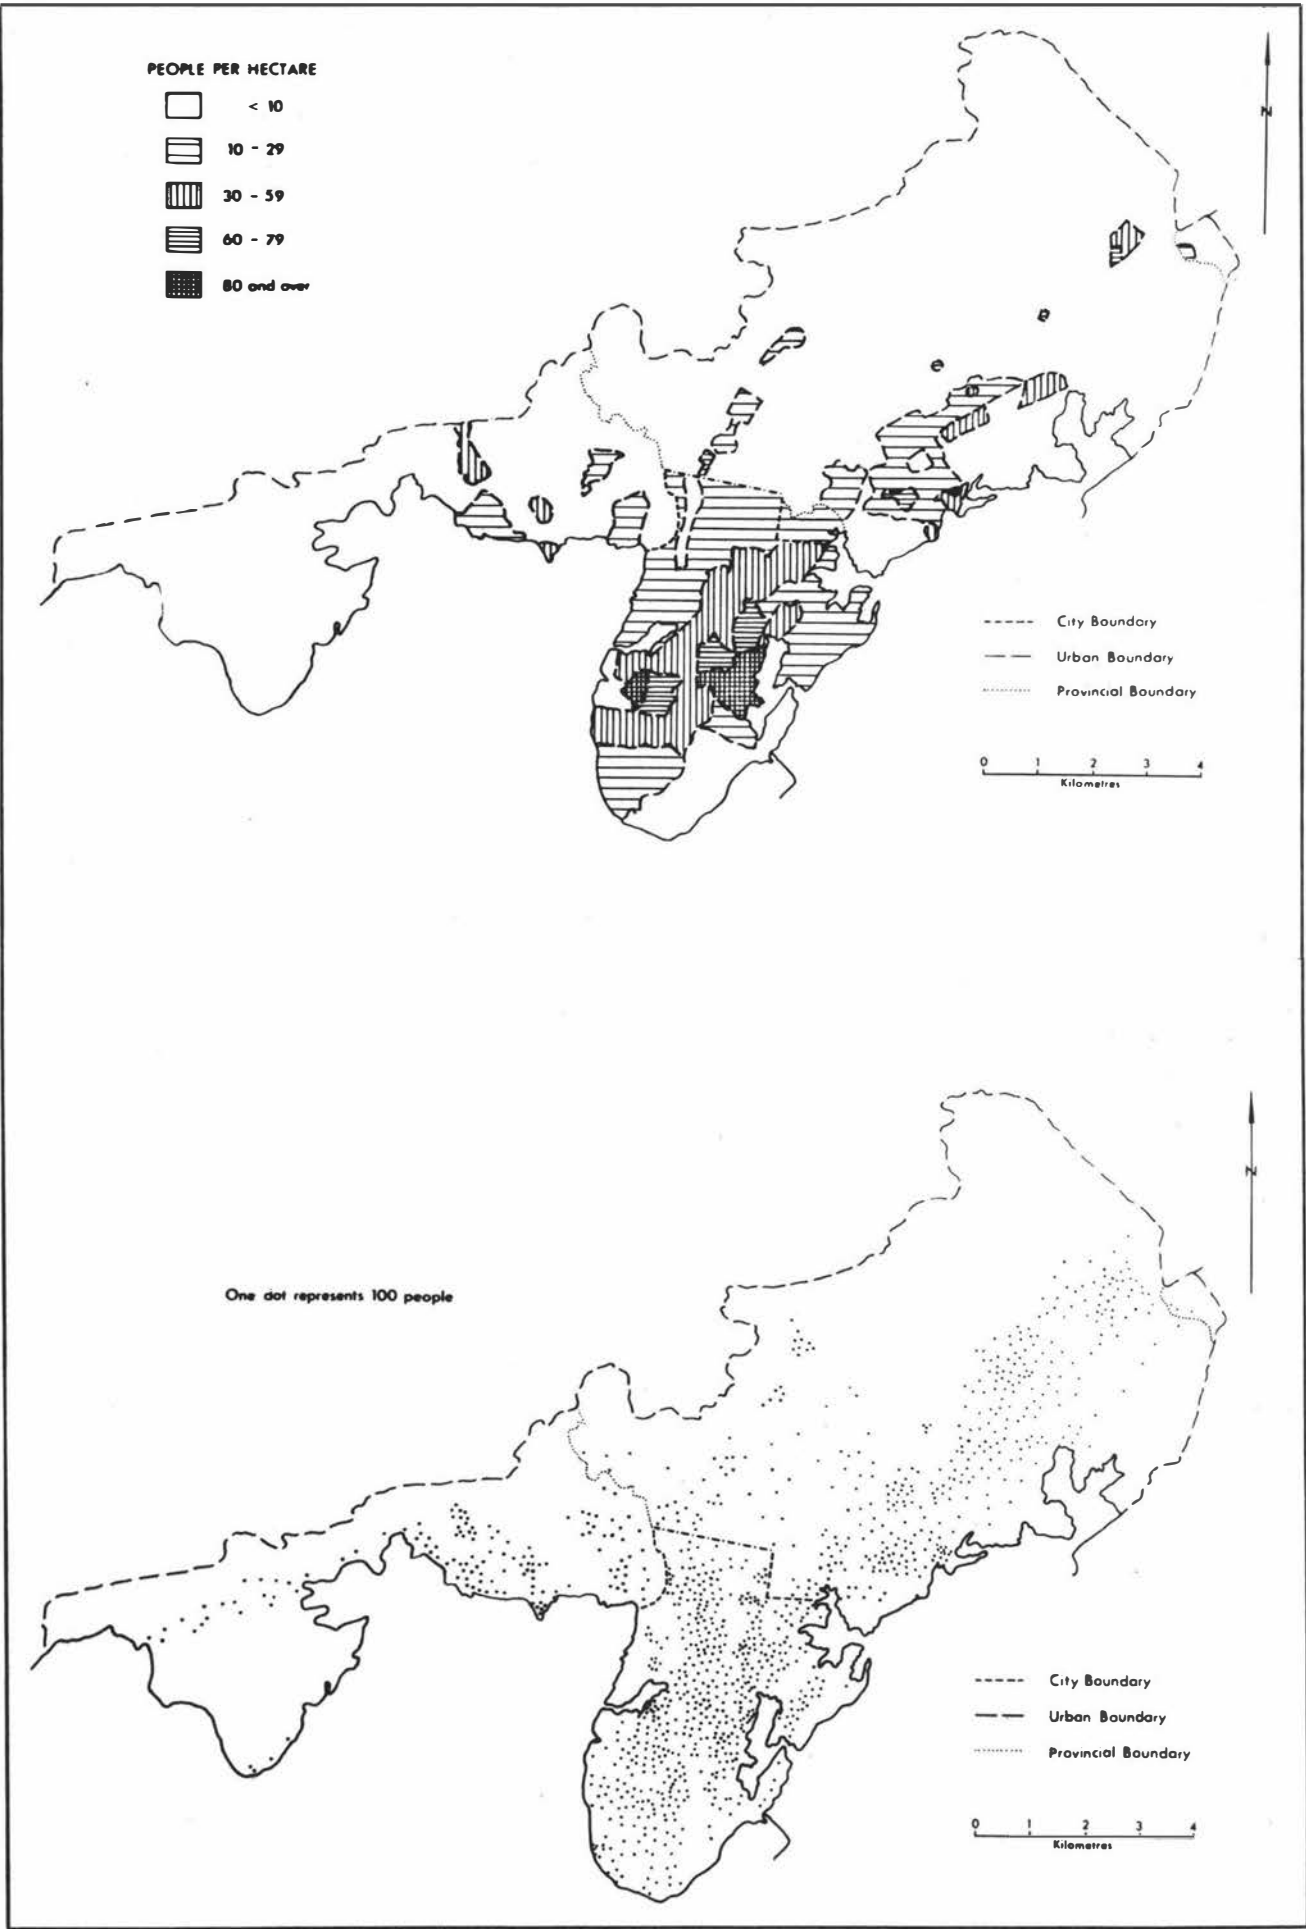 PEOPLE PER HECTARE
< 10
10 - 29
30 - 59
60 - 79
80 and over
N
City Boundary
Urban Boundary
Provincial Boundary
0 1 2 3 4
Kilometres
N
One dot represents 100 people
City Boundary
Urban Boundary
Provincial Boundary
0 1 2 3 4
Kilometres